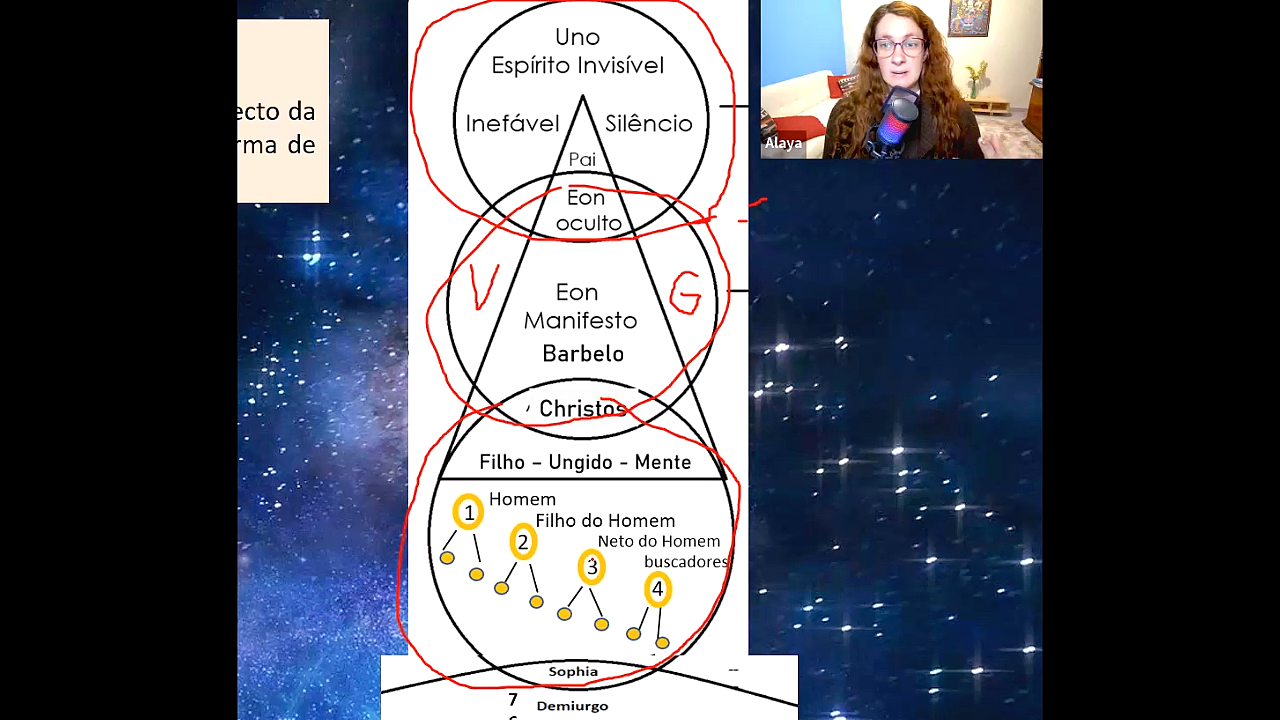 ecto da
rma de
Uno
Espírito Invisível
Inefável Silêncio
Pai
Eon
oculto
V
G
Eon
Manifesto
Barbelo
Christos
Filho – Ungido - Mente
Homem
1
Filho do Homem
2
Neto do Homem
3
buscadores
4
Sophia
7
Demiurgo
Alaya